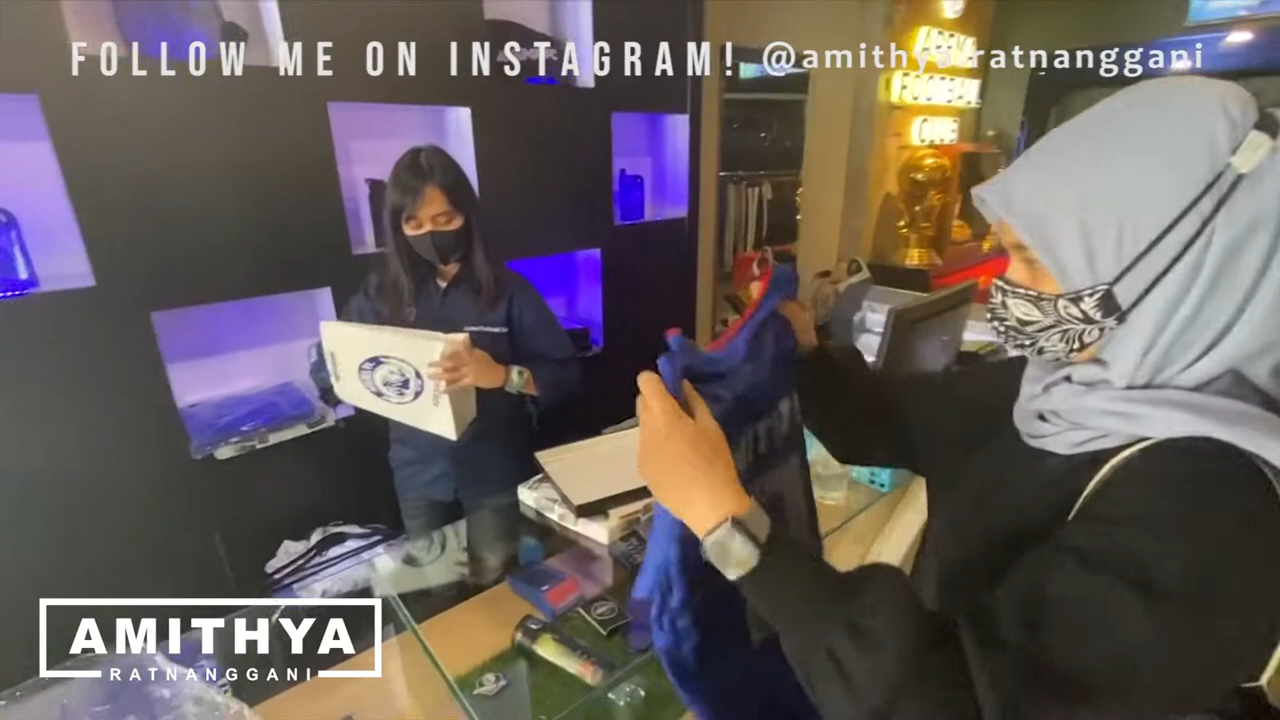 FOLLOW ME ON INSTAGRAM! @amithya.ratnanggani
AREMA
FOOTBALL
CLUB
AMITHYA
RATNANGGANI